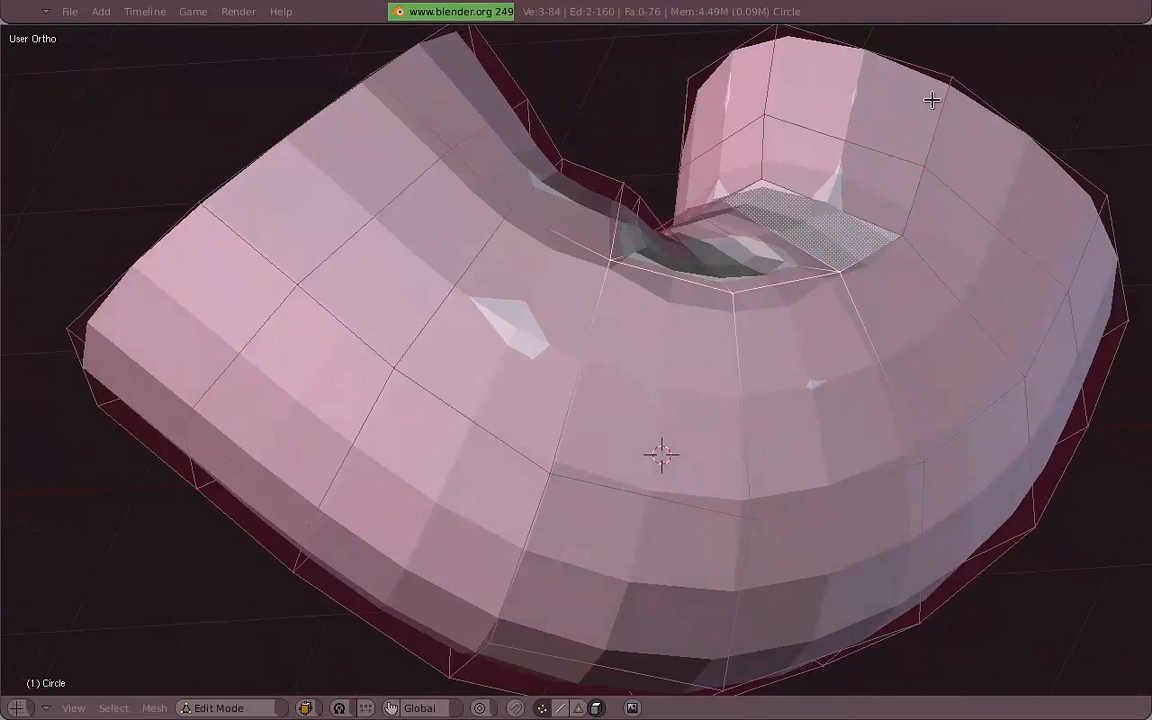 File Add Timeline Game Render Help www.blender.org 249 Ve:3-84 | Ed:2-160 | Fa:0-76 | Mem:4.49M (0.09M) Circle
User Ortho
(1) Circle
View Select Mesh Edit Mode Global